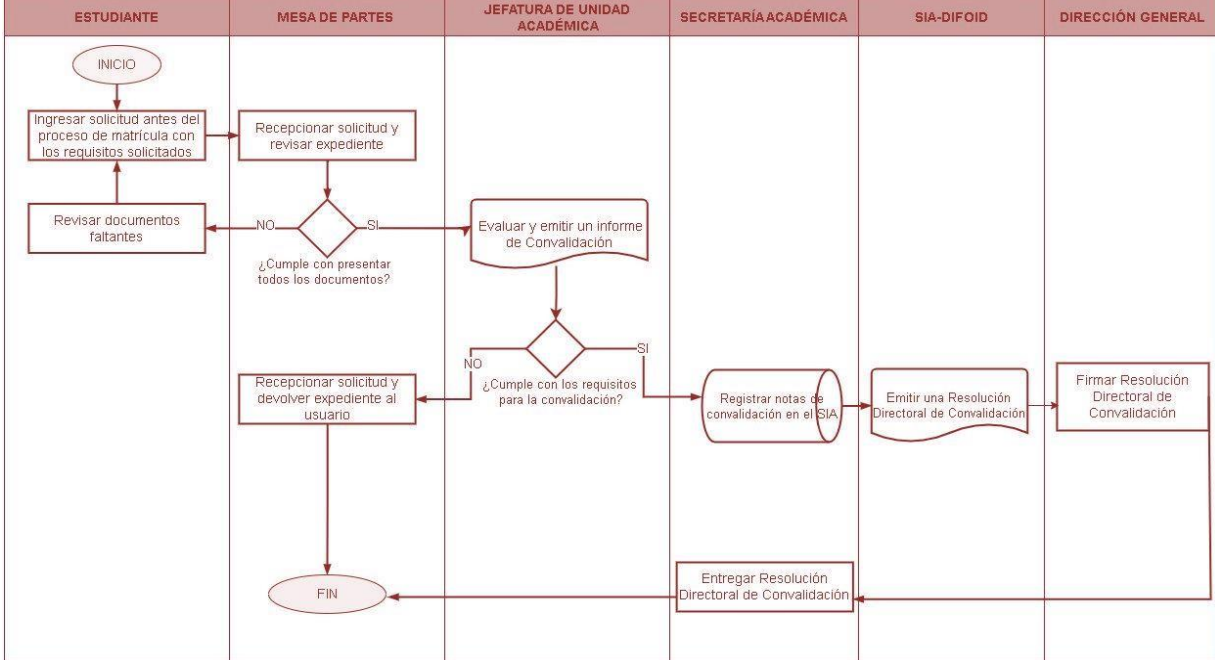 ESTUDIANTE
MESA DE PARTES
JEFATURA DE UNIDAD
ACADÉMICA
SECRETARÍA ACADÉMICA
SIA-DIFOID
DIRECCIÓN GENERAL
INICIO
Ingresar solicitud antes del
proceso de matrícula con
los requisitos solicitados
Recepcionar solicitud y
revisar expediente
Revisar documentos
faltantes
NO
SI
¿Cumple con presentar
todos los documentos?
Evaluar y emitir un informe
de Convalidación
NO
SI
¿Cumple con los requisitos
para la convalidación?
Recepcionar solicitud y
devolver expediente al
usuario
Registrar notas de
convalidación en el SIA
Emitir una Resolución
Directoral de Convalidación
Firmar Resolución
Directoral de
Convalidación
Entregar Resolución
Directoral de Convalidación
FIN